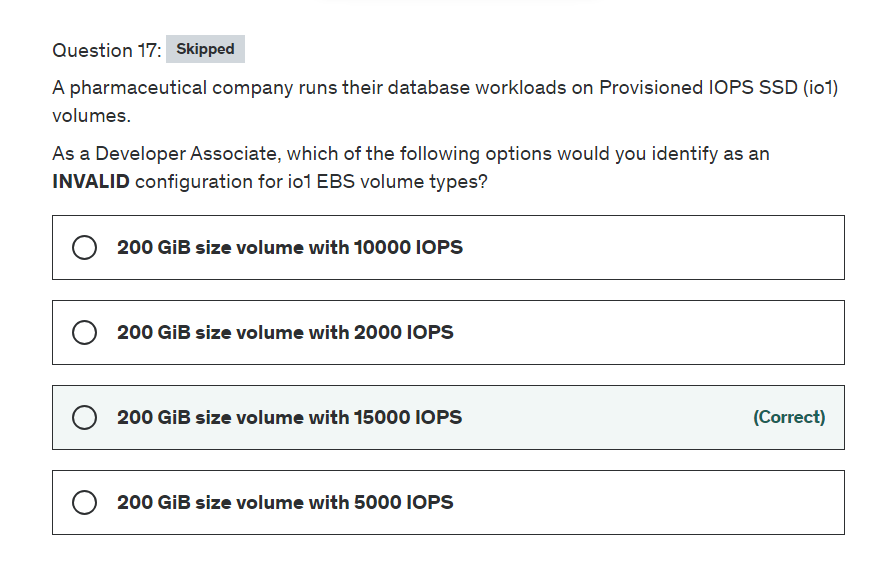 Question 17: Skipped
A pharmaceutical company runs their database workloads on Provisioned IOPS SSD (io1)
volumes.
As a Developer Associate, which of the following options would you identify as an
INVALID configuration for io1 EBS volume types?
200 GiB size volume with 10000 IOPS
200 GiB size volume with 2000 IOPS
200 GiB size volume with 15000 IOPS (Correct)
200 GiB size volume with 5000 IOPS